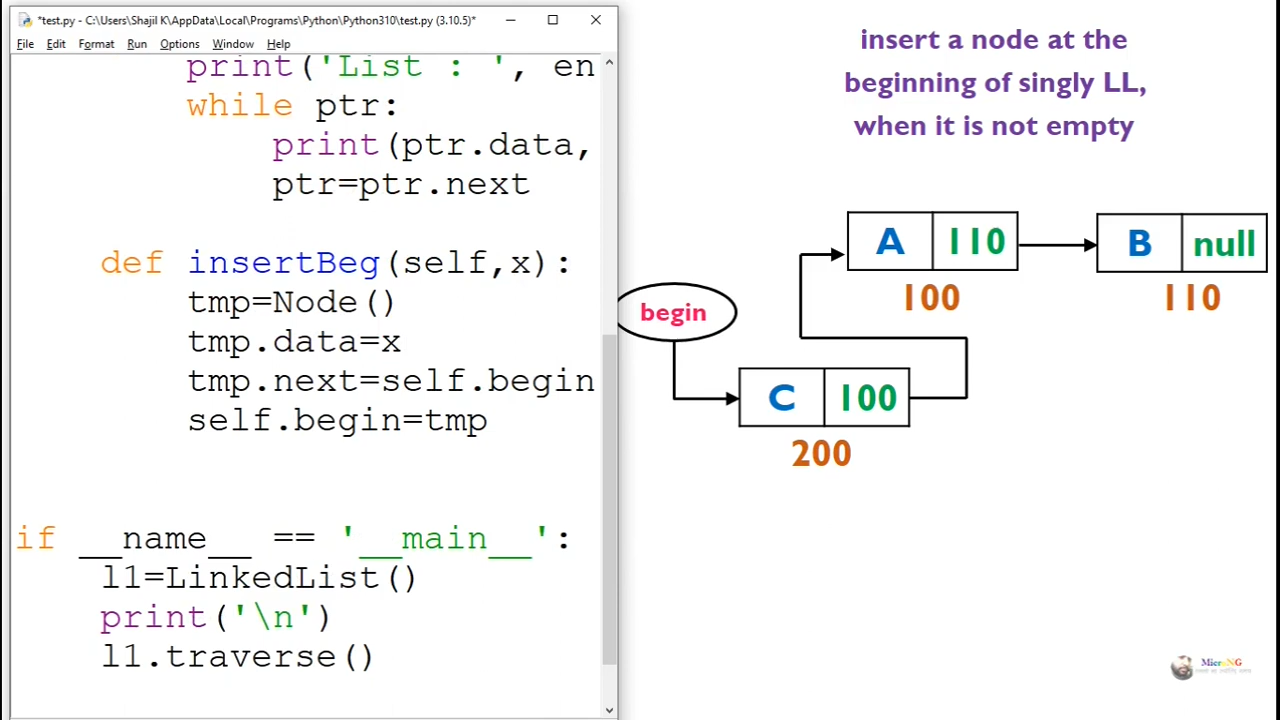 *test.py - C:\Users\Shajil K\AppData\Local\Programs\Python\Python310\test.py (3.10.5)*
File Edit Format Run Options Window Help
print('List : ', en
while ptr:
print(ptr.data,
ptr=ptr.next
def insertBeg(self,x):
tmp=Node()
tmp.data=x
tmp.next=self.begin
self.begin=tmp
if __name__ == '__main__':
l1=LinkedList()
print('\n')
l1.traverse()
insert a node at the
beginning of singly LL,
when it is not empty
A 110 B null
100 110
begin
C 100
200
MicroNG